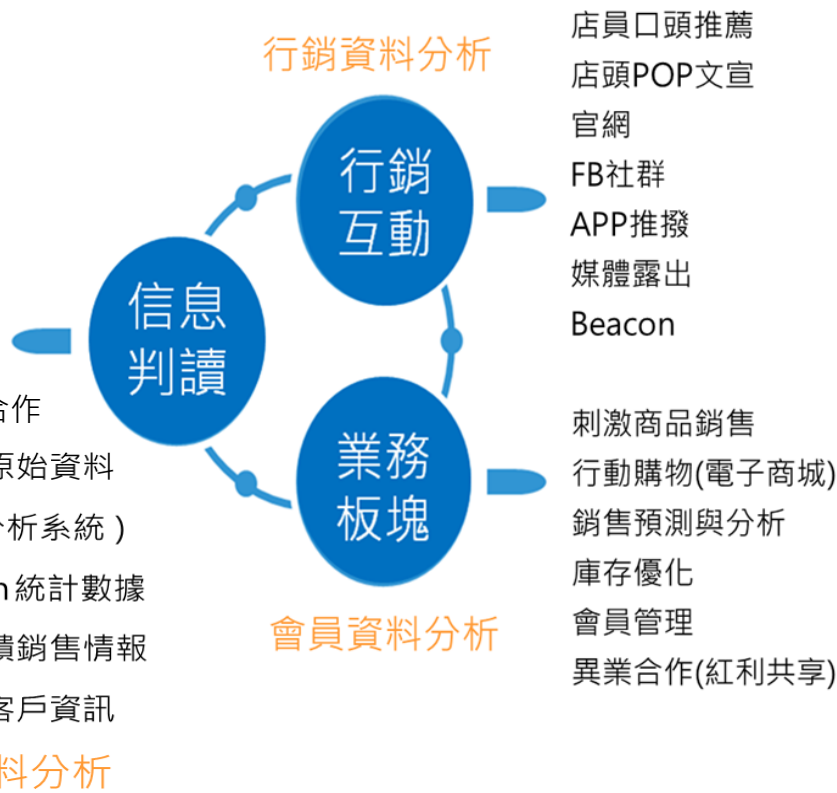 行銷資料分析
行銷
互動
店員口頭推薦
店頭POP文宣
官網
FB社群
APP推撥
媒體露出
Beacon
信息
判讀
合作
原始資料
分析系統 )
n 統計數據
饋銷售情報
客戶資訊
料分析
業務
板塊
會員資料分析
刺激商品銷售
行動購物(電子商城)
銷售預測與分析
庫存優化
會員管理
異業合作(紅利共享)